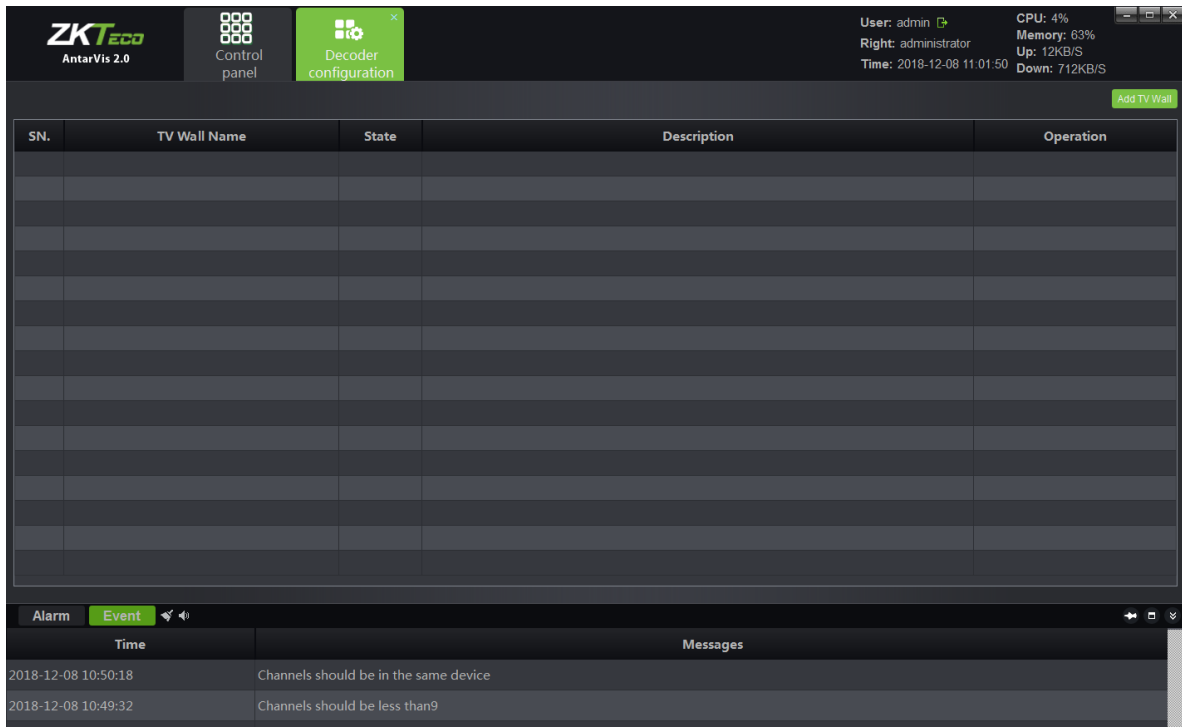 ZKTECO
AntarVis 2.0
Control
panel
Decoder
configuration
User: admin
Right: administrator
Time: 2018-12-08 11:01:50
CPU: 4%
Memory: 63%
Up: 12KB/S
Down: 712KB/S
Add TV Wall
SN. TV Wall Name State Description Operation
Alarm Event
Time Messages
2018-12-08 10:50:18 Channels should be in the same device
2018-12-08 10:49:32 Channels should be less than9